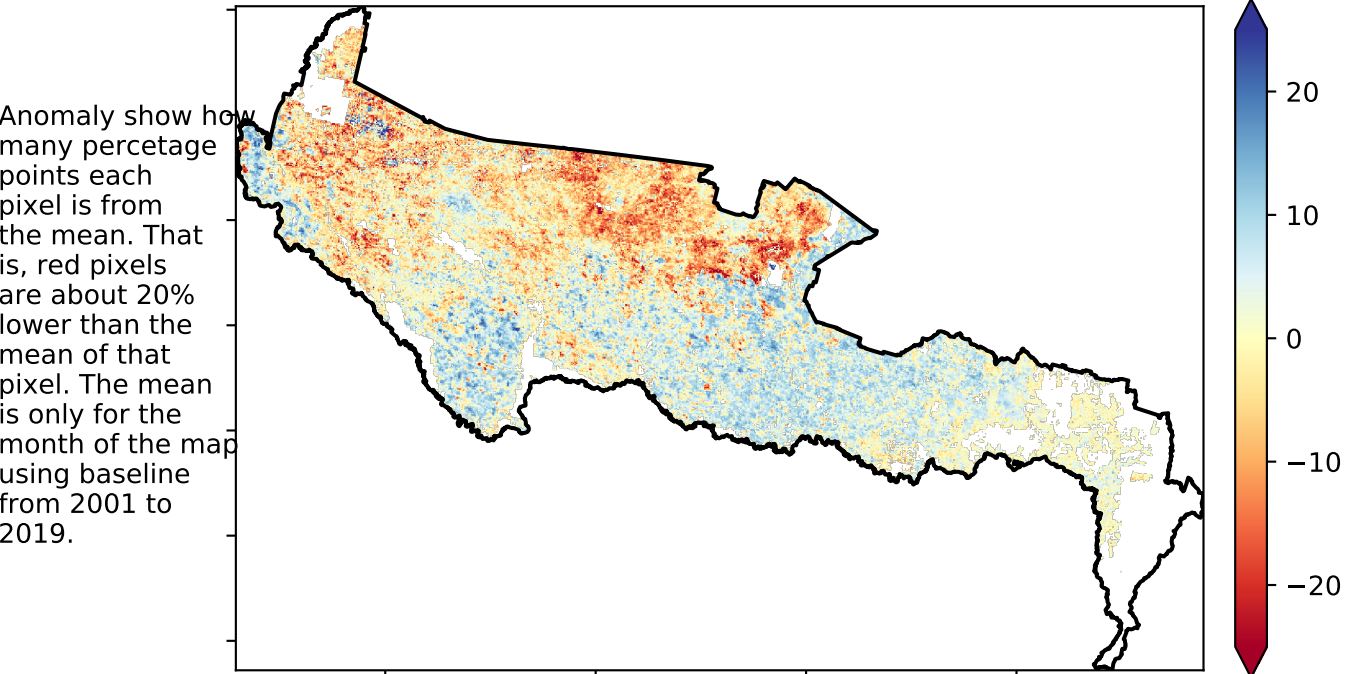 Anomaly show how
many percetage
points each
pixel is from
the mean. That
is, red pixels
are about 20%
lower than the
mean of that
pixel. The mean
is only for the
month of the map
using baseline
from 2001 to
2019.
20
10
0
−10
−20